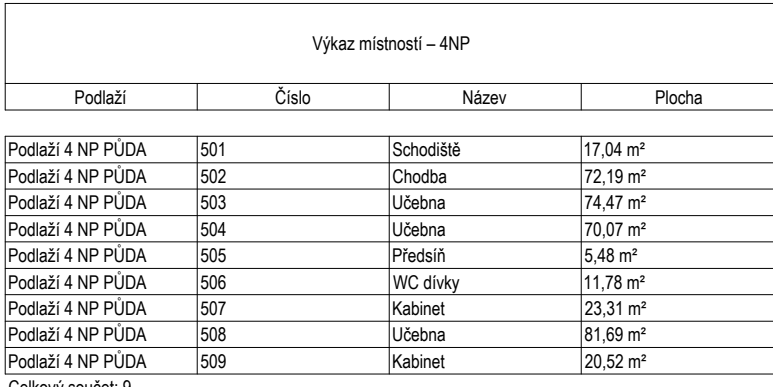 Výkaz místností – 4NP
Podlaží Číslo Název Plocha
Podlaží 4 NP PŮDA 501 Schodiště 17,04 m²
Podlaží 4 NP PŮDA 502 Chodba 72,19 m²
Podlaží 4 NP PŮDA 503 Učebna 74,47 m²
Podlaží 4 NP PŮDA 504 Učebna 70,07 m²
Podlaží 4 NP PŮDA 505 Předsíň 5,48 m²
Podlaží 4 NP PŮDA 506 WC dívky 11,78 m²
Podlaží 4 NP PŮDA 507 Kabinet 23,31 m²
Podlaží 4 NP PŮDA 508 Učebna 81,69 m²
Podlaží 4 NP PŮDA 509 Kabinet 20,52 m²
Celkový součet: 9